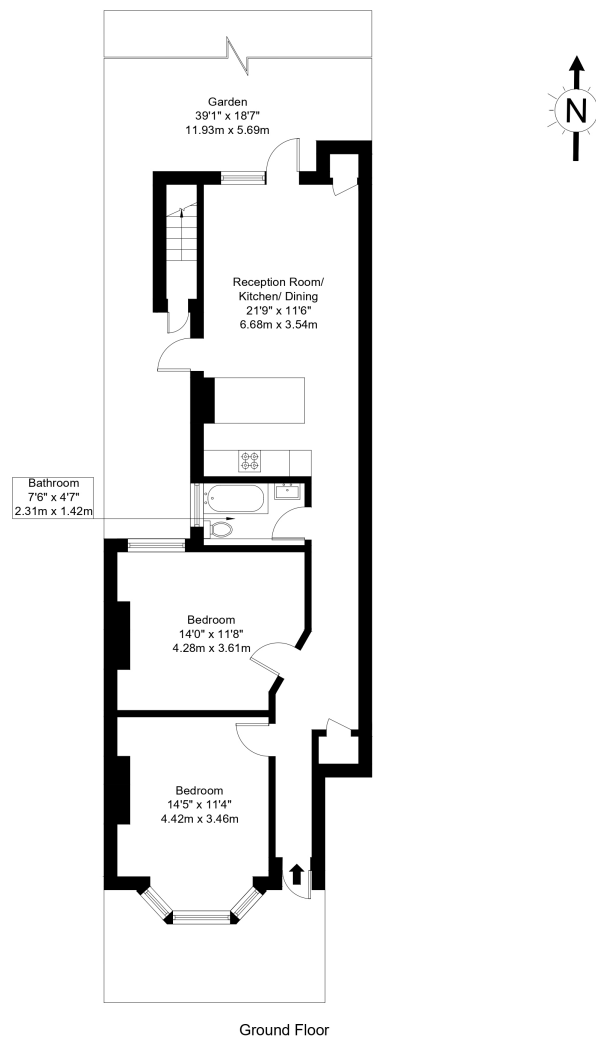 Garden
39'1" x 18'7"
11.93m x 5.69m
N
Reception Room/
Kitchen/ Dining
21'9" x 11'6"
6.68m x 3.54m
Bathroom
7'6" x 4'7"
2.31m x 1.42m
Bedroom
14'0" x 11'8"
4.28m x 3.61m
Bedroom
14'5" x 11'4"
4.42m x 3.46m
Ground Floor